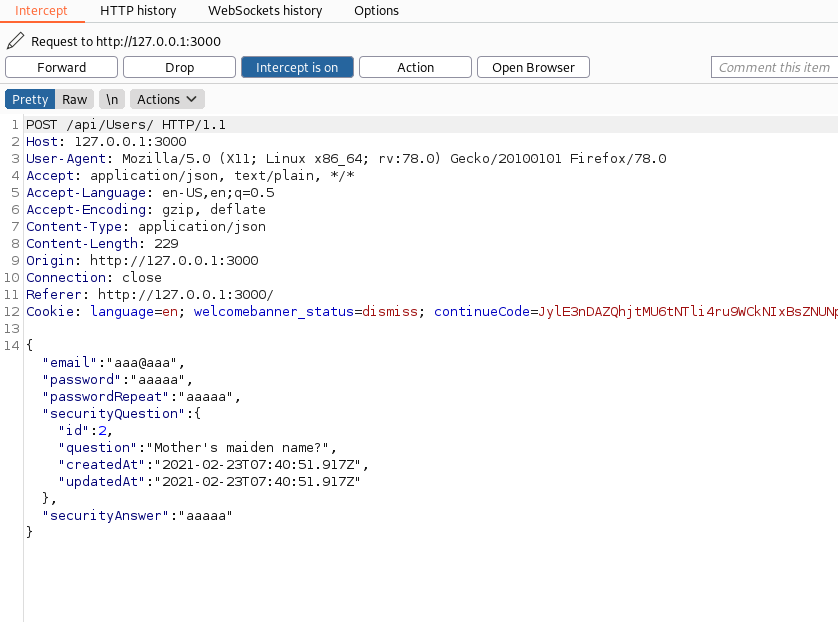 Intercept HTTP history WebSockets history Options
Request to http://127.0.0.1:3000
Forward Drop Intercept is on Action Open Browser Comment this item
Pretty Raw \n Actions
1 POST /api/Users/ HTTP/1.1
2 Host: 127.0.0.1:3000
3 User-Agent: Mozilla/5.0 (X11; Linux x86_64; rv:78.0) Gecko/20100101 Firefox/78.0
4 Accept: application/json, text/plain, */*
5 Accept-Language: en-US,en;q=0.5
6 Accept-Encoding: gzip, deflate
7 Content-Type: application/json
8 Content-Length: 229
9 Origin: http://127.0.0.1:3000
10 Connection: close
11 Referer: http://127.0.0.1:3000/
12 Cookie: language=en; welcomebanner_status=dismiss; continueCode=JylE3nDAZQhjtMU6tNTli4ru9WCkNIxBsZNUNp
13
14 {
"email":"aaa@aaa",
"password":"aaaaa",
"passwordRepeat":"aaaaa",
"securityQuestion":{
"id":2,
"question":"Mother's maiden name?",
"createdAt":"2021-02-23T07:40:51.917Z",
"updatedAt":"2021-02-23T07:40:51.917Z"
},
"securityAnswer":"aaaaa"
}